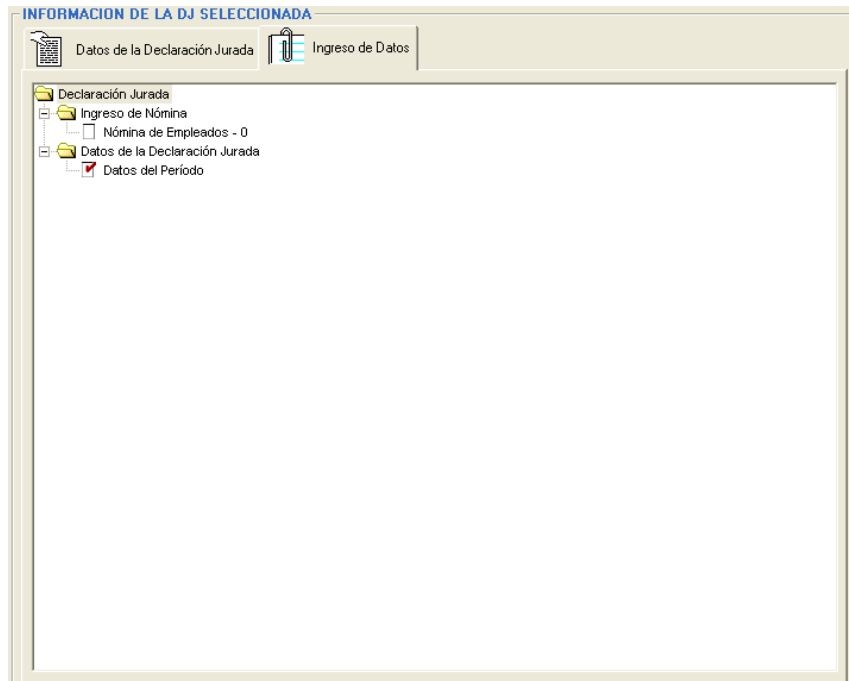 INFORMACION DE LA DJ SELECCIONADA
Datos de la Declaración Jurada
Ingreso de Datos
Declaración Jurada
Ingreso de Nómina
Nómina de Empleados - 0
Datos de la Declaración Jurada
Datos del Período